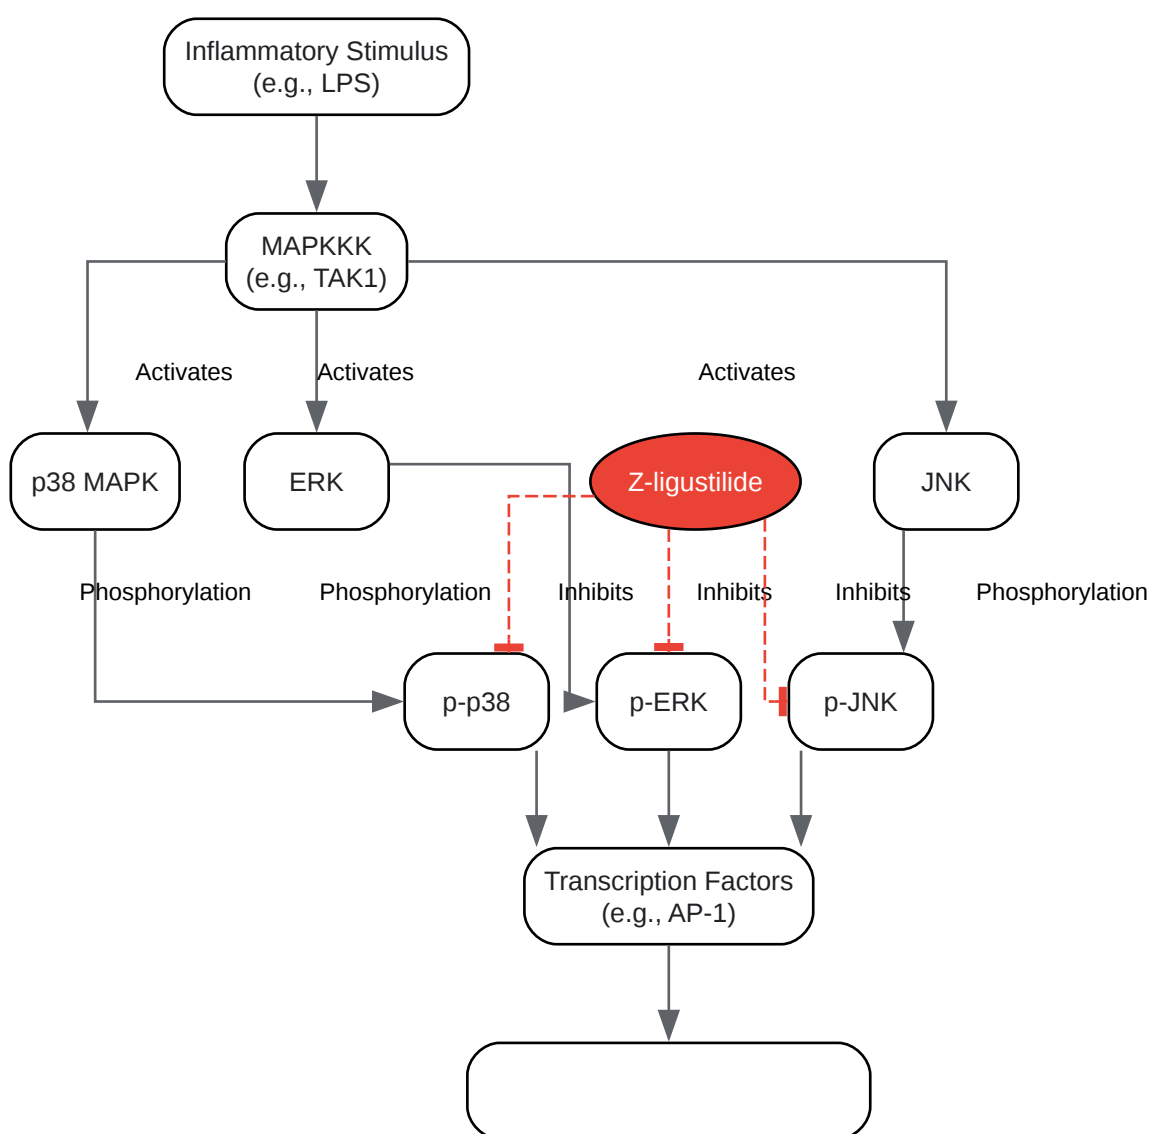 Inflammatory Stimulus
(e.g., LPS)
MAPKKK
(e.g., TAK1)
Activates
Activates
Activates
p38 MAPK
ERK
Z-ligustilide
JNK
Phosphorylation
Phosphorylation
Inhibits
Inhibits
Inhibits
Phosphorylation
p-p38
p-ERK
p-JNK
Transcription Factors
(e.g., AP-1)